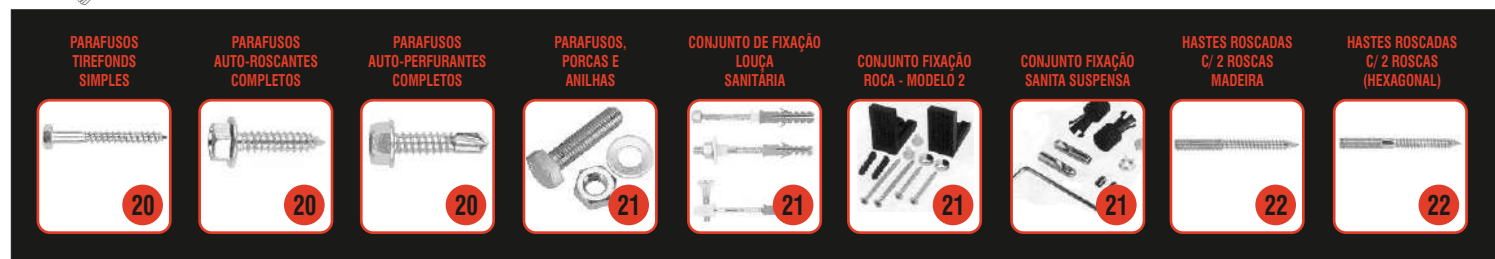 PARAFUSOS
TIREFONDS
SIMPLES
20
PARAFUSOS
AUTO-ROSCANTES
COMPLETOS
20
PARAFUSOS
AUTO-PERFURANTES
COMPLETOS
20
PARAFUSOS,
PORCAS E
ANILHAS
21
CONJUNTO DE FIXAÇÃO
LOUÇA
SANITÁRIA
21
CONJUNTO FIXAÇÃO
ROCA - MODELO 2
21
CONJUNTO FIXAÇÃO
SANITA SUSPENSA
21
HASTES ROSCADAS
C/ 2 ROSCAS
MADEIRA
22
HASTES ROSCADAS
C/ 2 ROSCAS
(HEXAGONAL)
22